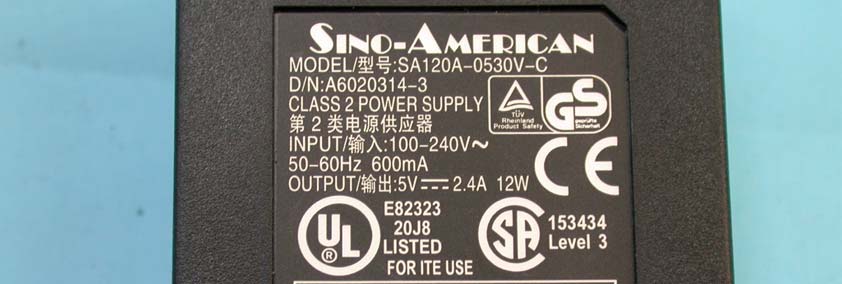 SINO-AMERICAN
MODEL/型号:SA120A-0530V-C
D/N:A6020314-3
CLASS 2 POWER SUPPLY
第2类电源供应器
INPUT/输入:100-240V~
50-60Hz 600mA
OUTPUT/输出:5V⎓2.4A 12W
TÜV
Rheinland
Product Safety
GS
geprüfte
Sicherheit
CE
UL
®
E82323
20J8
LISTED
FOR ITE USE
SA
153434
Level 3